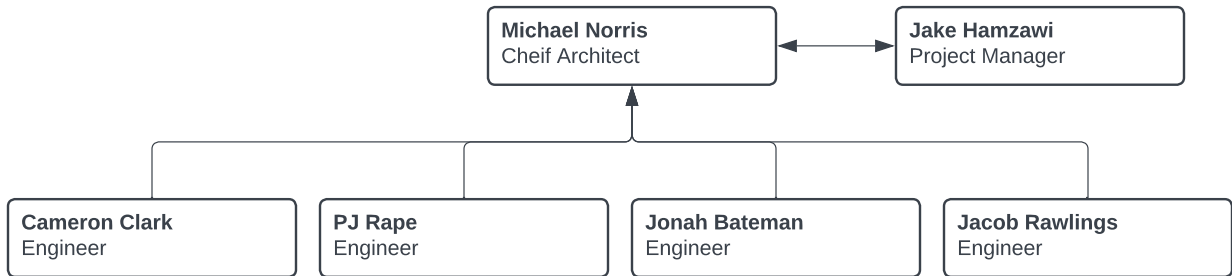 Michael Norris
Cheif Architect
Jake Hamzawi
Project Manager
Cameron Clark
Engineer
PJ Rape
Engineer
Jonah Bateman
Engineer
Jacob Rawlings
Engineer